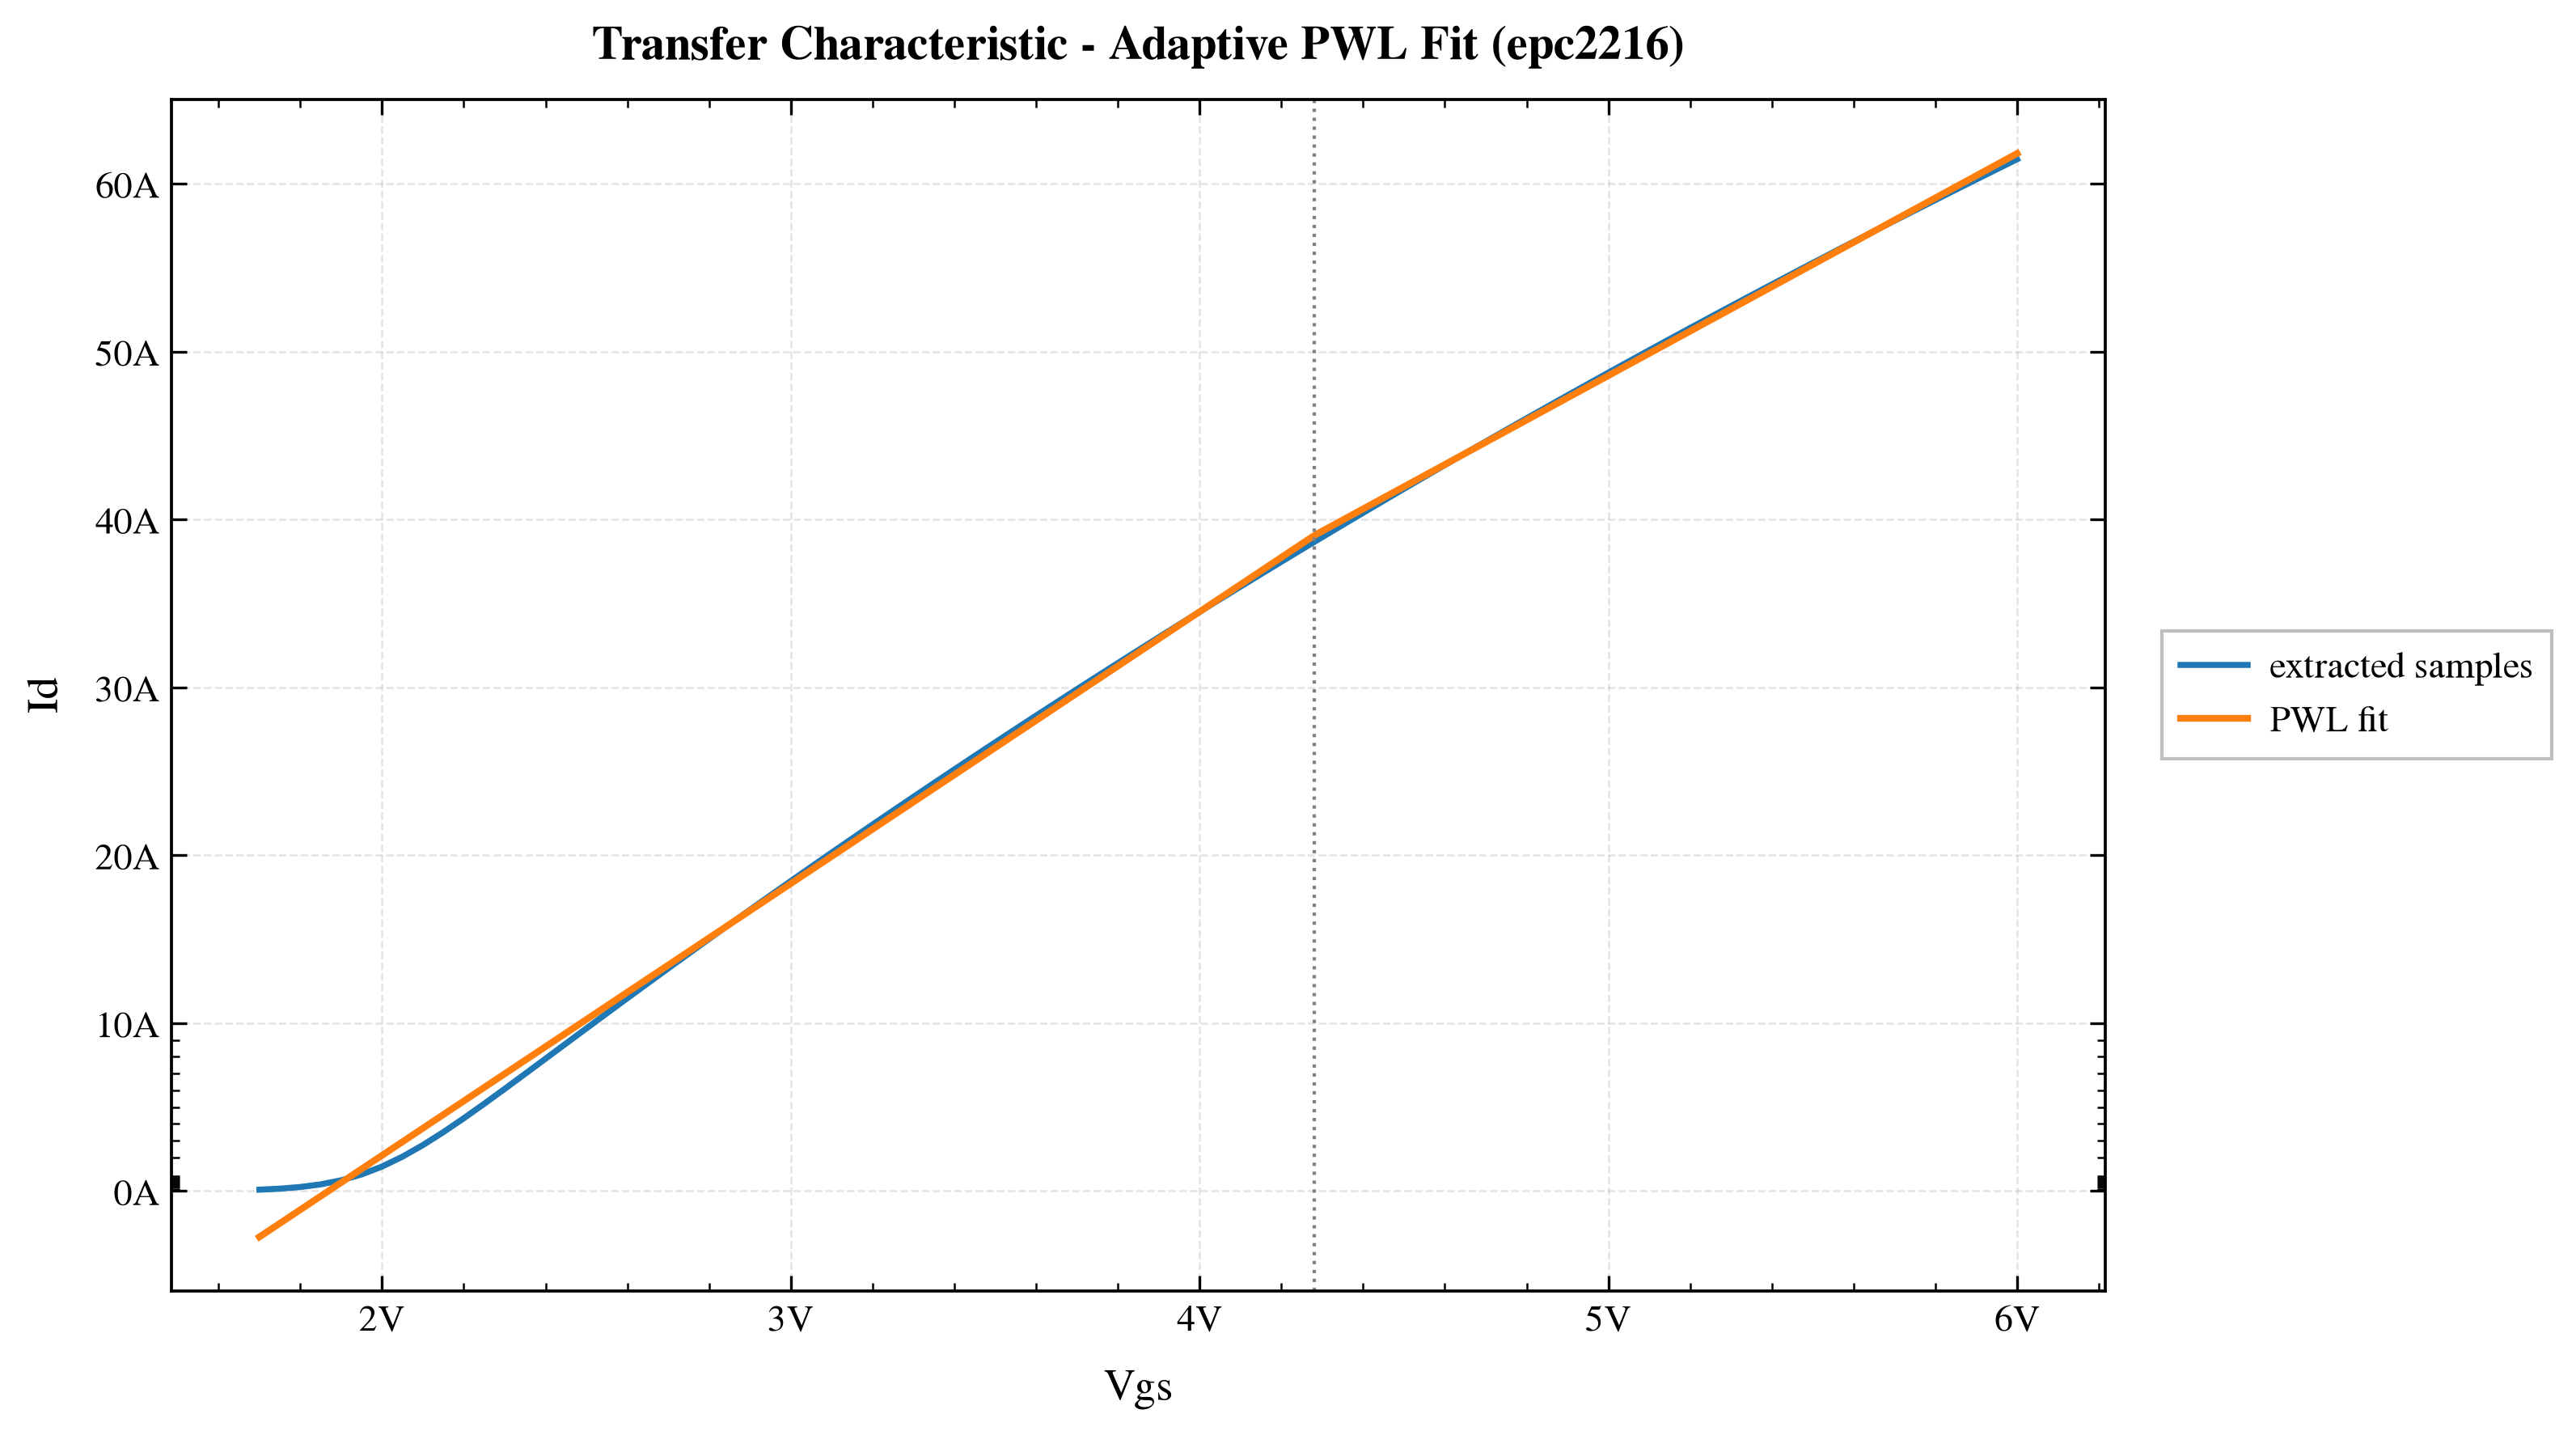 Transfer Characteristic - Adaptive PWL Fit (epc2216)
60A
50A
40A
30A
20A
10A
0A
Id
2V 3V 4V 5V 6V
Vgs
extracted samples
PWL fit